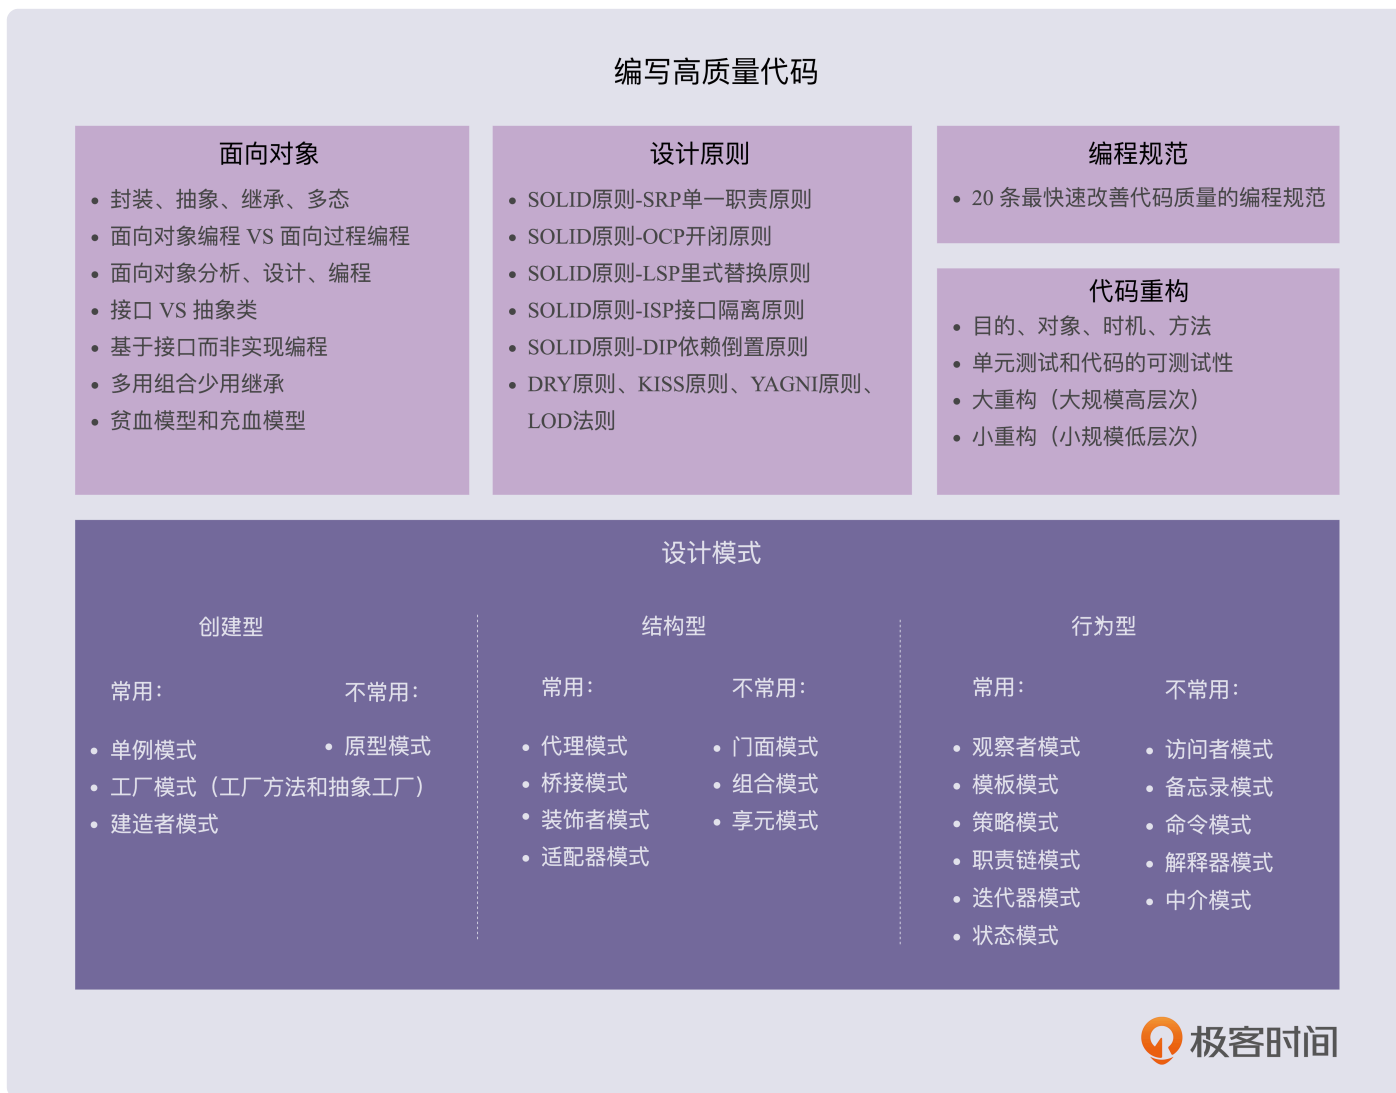 编写高质量代码
面向对象
封装、抽象、继承、多态
面向对象编程 VS 面向过程编程
面向对象分析、设计、编程
接口 VS 抽象类
基于接口而非实现编程
多用组合少用继承
贫血模型和充血模型
设计原则
SOLID原则-SRP单一职责原则
SOLID原则-OCP开闭原则
SOLID原则-LSP里式替换原则
SOLID原则-ISP接口隔离原则
SOLID原则-DIP依赖倒置原则
DRY原则、KISS原则、YAGNI原则、
LOD法则
编程规范
20 条最快速改善代码质量的编程规范
代码重构
目的、对象、时机、方法
单元测试和代码的可测试性
大重构（大规模高层次）
小重构（小规模低层次）
设计模式
创建型
常用：
单例模式
工厂模式（工厂方法和抽象工厂）
建造者模式
不常用：
原型模式
结构型
常用：
代理模式
桥接模式
装饰者模式
适配器模式
不常用：
门面模式
组合模式
享元模式
行为型
常用：
观察者模式
模板模式
策略模式
职责链模式
迭代器模式
状态模式
不常用：
访问者模式
备忘录模式
命令模式
解释器模式
中介模式
极客时间